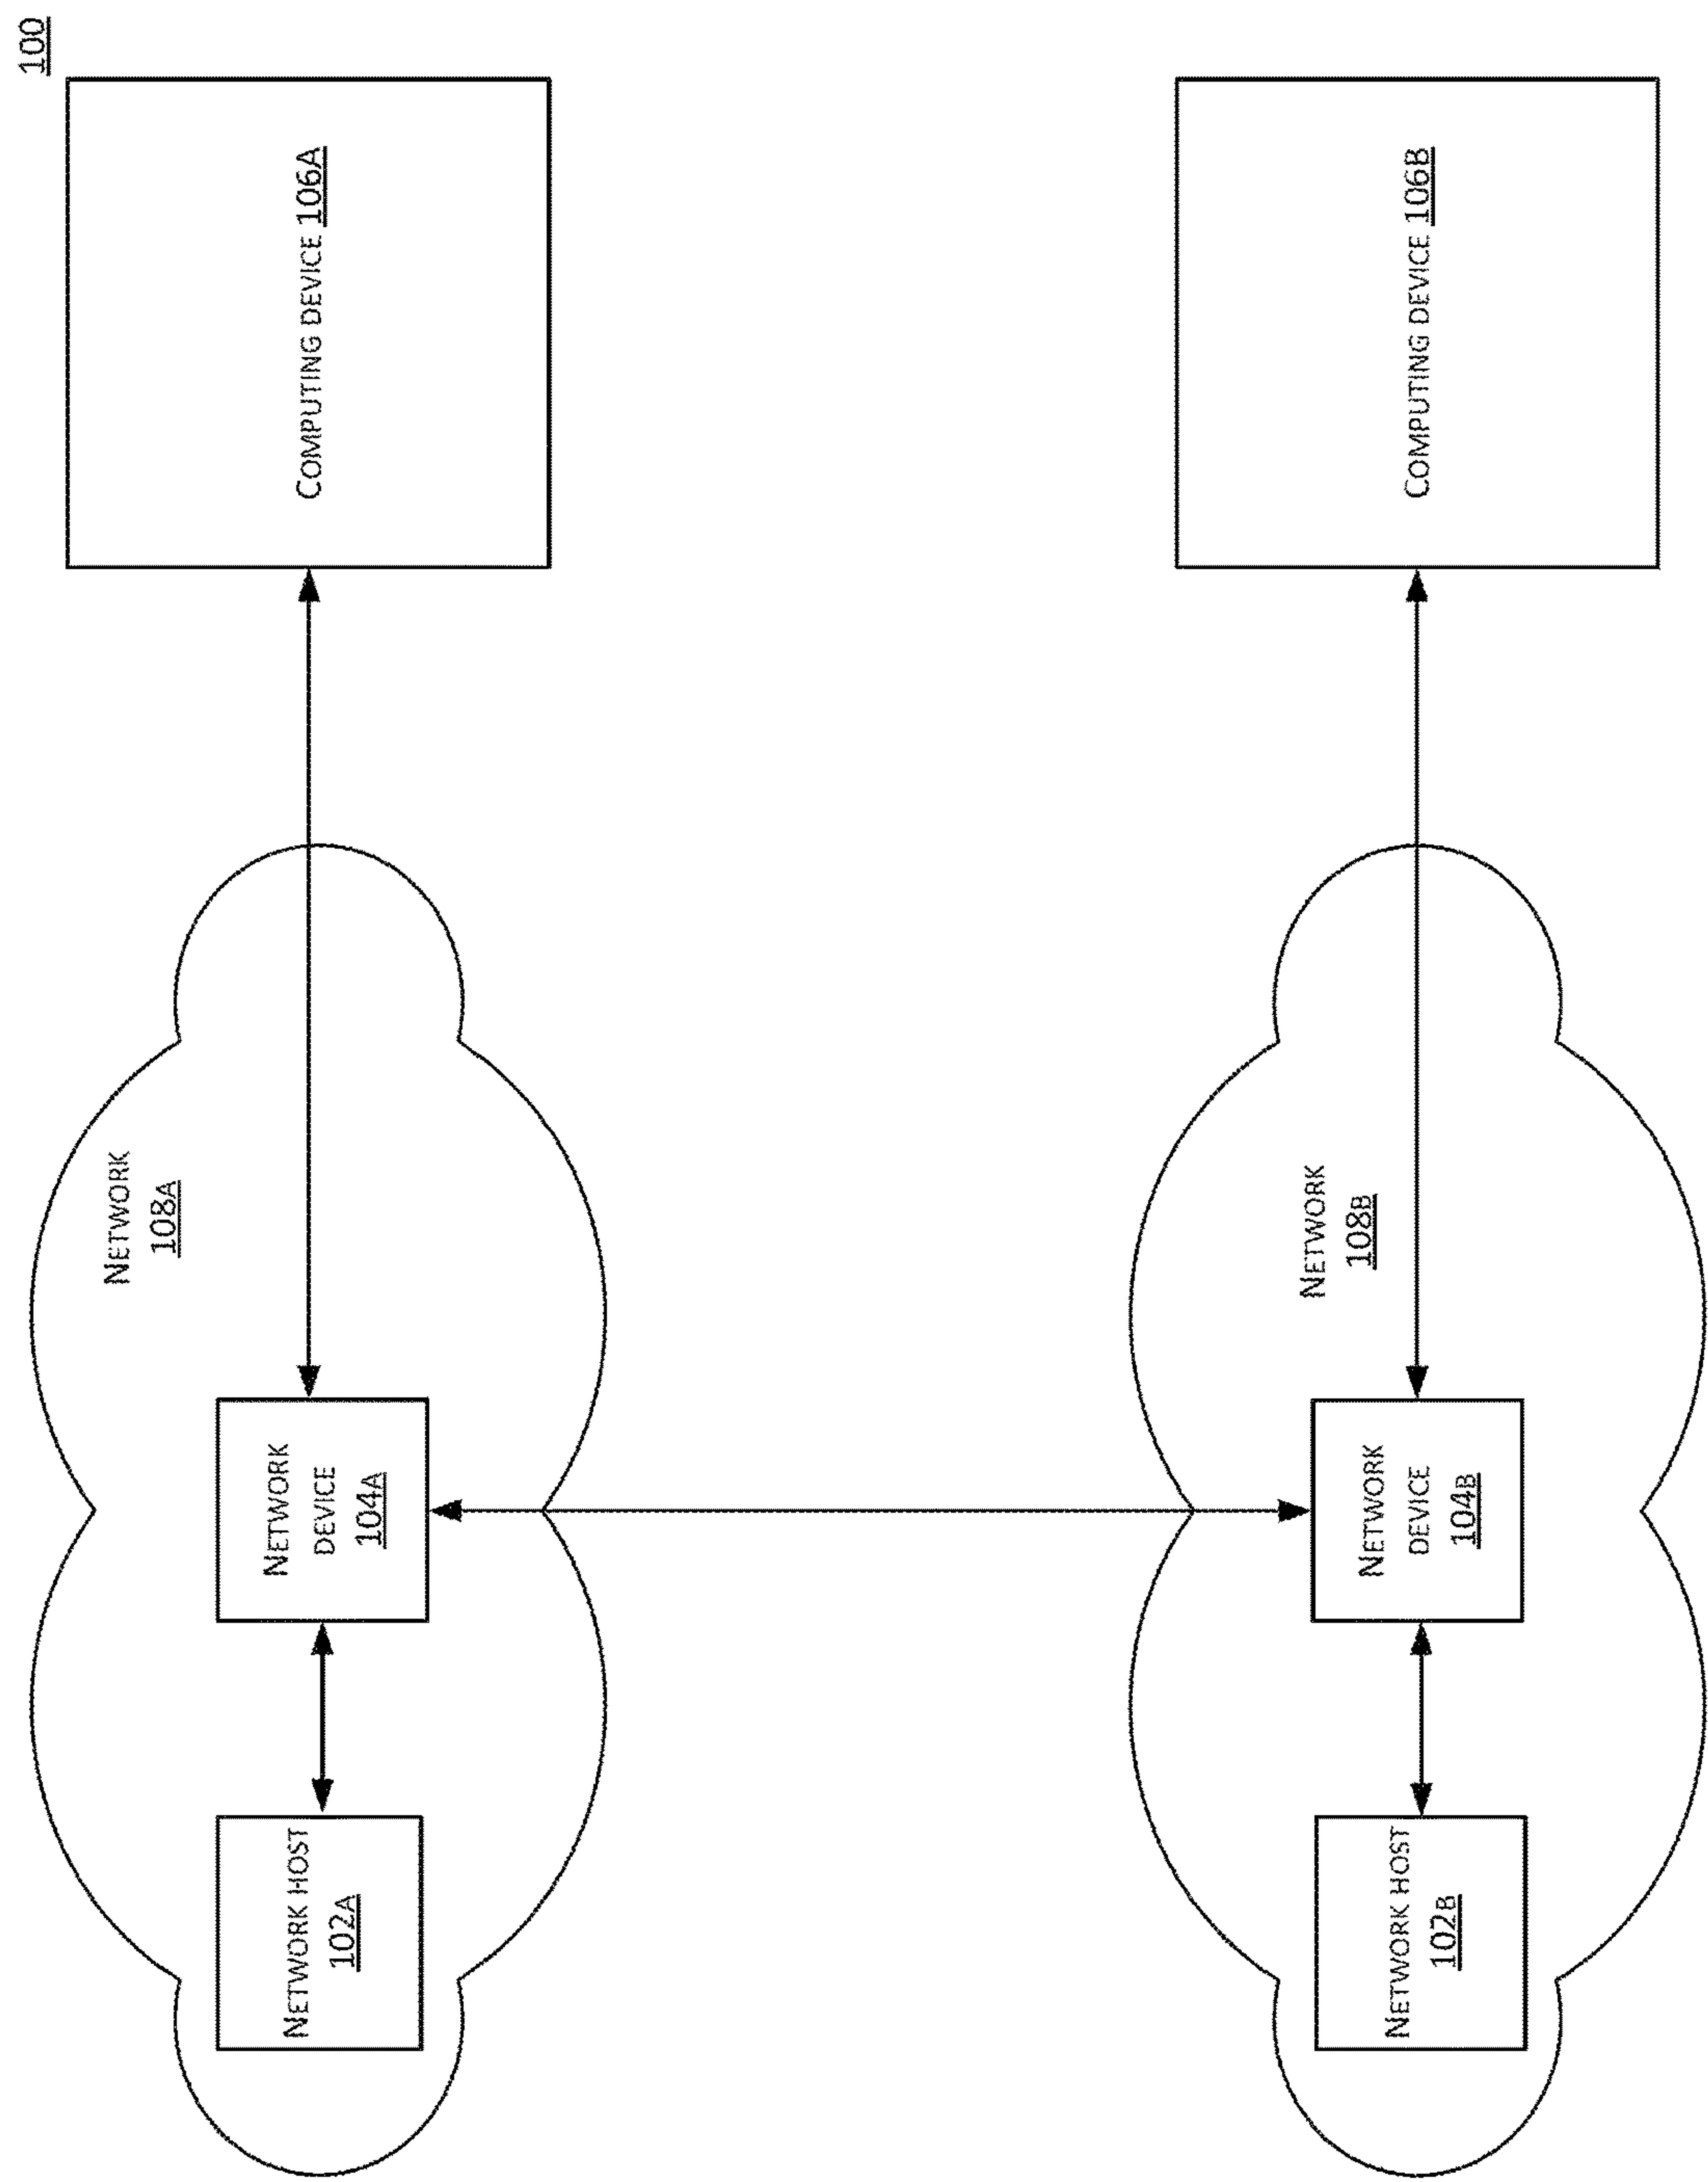 100
NETWORK
108A
NETWORK HOST
102A
NETWORK
DEVICE
104A
COMPUTING DEVICE 106A
NETWORK
108B
NETWORK HOST
102B
NETWORK
DEVICE
104B
COMPUTING DEVICE 106B